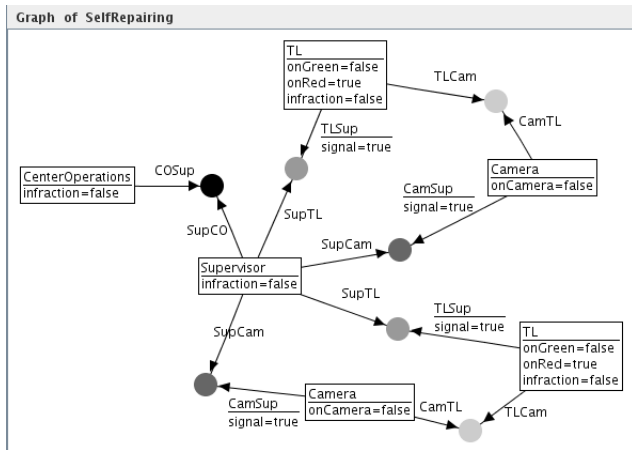 Graph of SelfRepairing
TL
onGreen=false
onRed=true
infraction=false
TLCam
CamTL
TLSup
signal=true
COSup
CenterOperations
infraction=false
Camera
onCamera=false
CamSup
signal=true
SupTL
SupCO
SupCam
Supervisor
infraction=false
SupTL
TLSup
signal=true
SupCam
TL
onGreen=false
onRed=true
infraction=false
Camera
onCamera=false
CamSup
signal=true
CamTL
TLCam